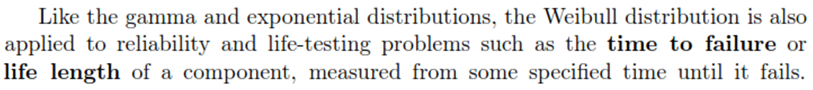 Like the gamma and exponential distributions, the Weibull distribution is also
applied to reliability and life-testing problems such as the time to failure or
life length of a component, measured from some specified time until it fails.